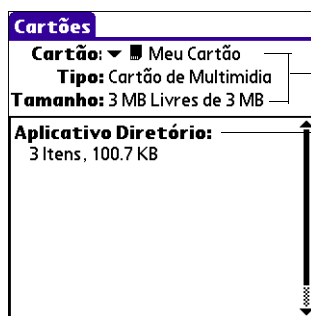 Cartões
Cartão: Meu Cartão
Tipo: Cartão de Multimidia
Tamanho: 3 MB Livres de 3 MB
Aplicativo Diretório:
3 Itens, 100.7 KB